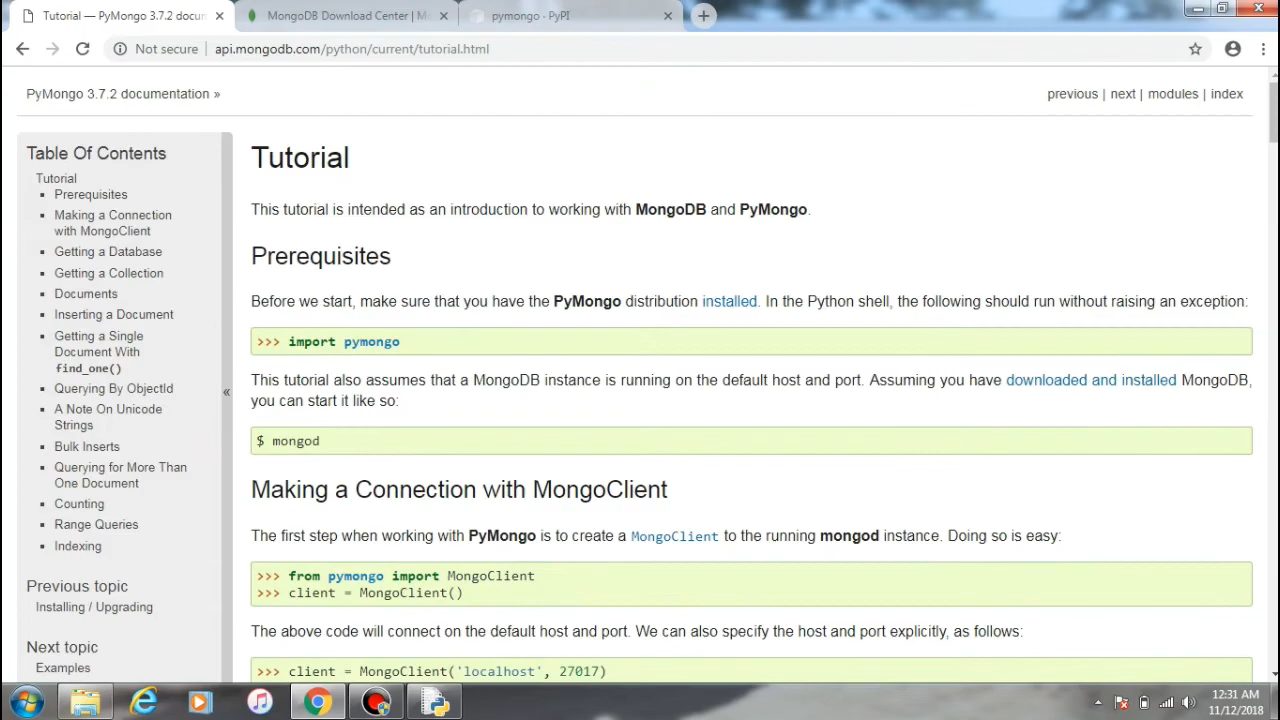 Tutorial — PyMongo 3.7.2 docun
MongoDB Download Center | M
pymongo · PyPI
Not secure | api.mongodb.com/python/current/tutorial.html
PyMongo 3.7.2 documentation »
previous | next | modules | index
Table Of Contents
Tutorial
Prerequisites
Making a Connection
with MongoClient
Getting a Database
Getting a Collection
Documents
Inserting a Document
Getting a Single
Document With
find_one()
Querying By ObjectId
A Note On Unicode
Strings
Bulk Inserts
Querying for More Than
One Document
Counting
Range Queries
Indexing
Previous topic
Installing / Upgrading
Next topic
Examples
«
Tutorial
This tutorial is intended as an introduction to working with MongoDB and PyMongo.
Prerequisites
Before we start, make sure that you have the PyMongo distribution installed. In the Python shell, the following should run without raising an exception:
>>> import pymongo
This tutorial also assumes that a MongoDB instance is running on the default host and port. Assuming you have downloaded and installed MongoDB,
you can start it like so:
$ mongod
Making a Connection with MongoClient
The first step when working with PyMongo is to create a MongoClient to the running mongod instance. Doing so is easy:
>>> from pymongo import MongoClient
>>> client = MongoClient()
The above code will connect on the default host and port. We can also specify the host and port explicitly, as follows:
>>> client = MongoClient('localhost', 27017)
12:31 AM
11/12/2018